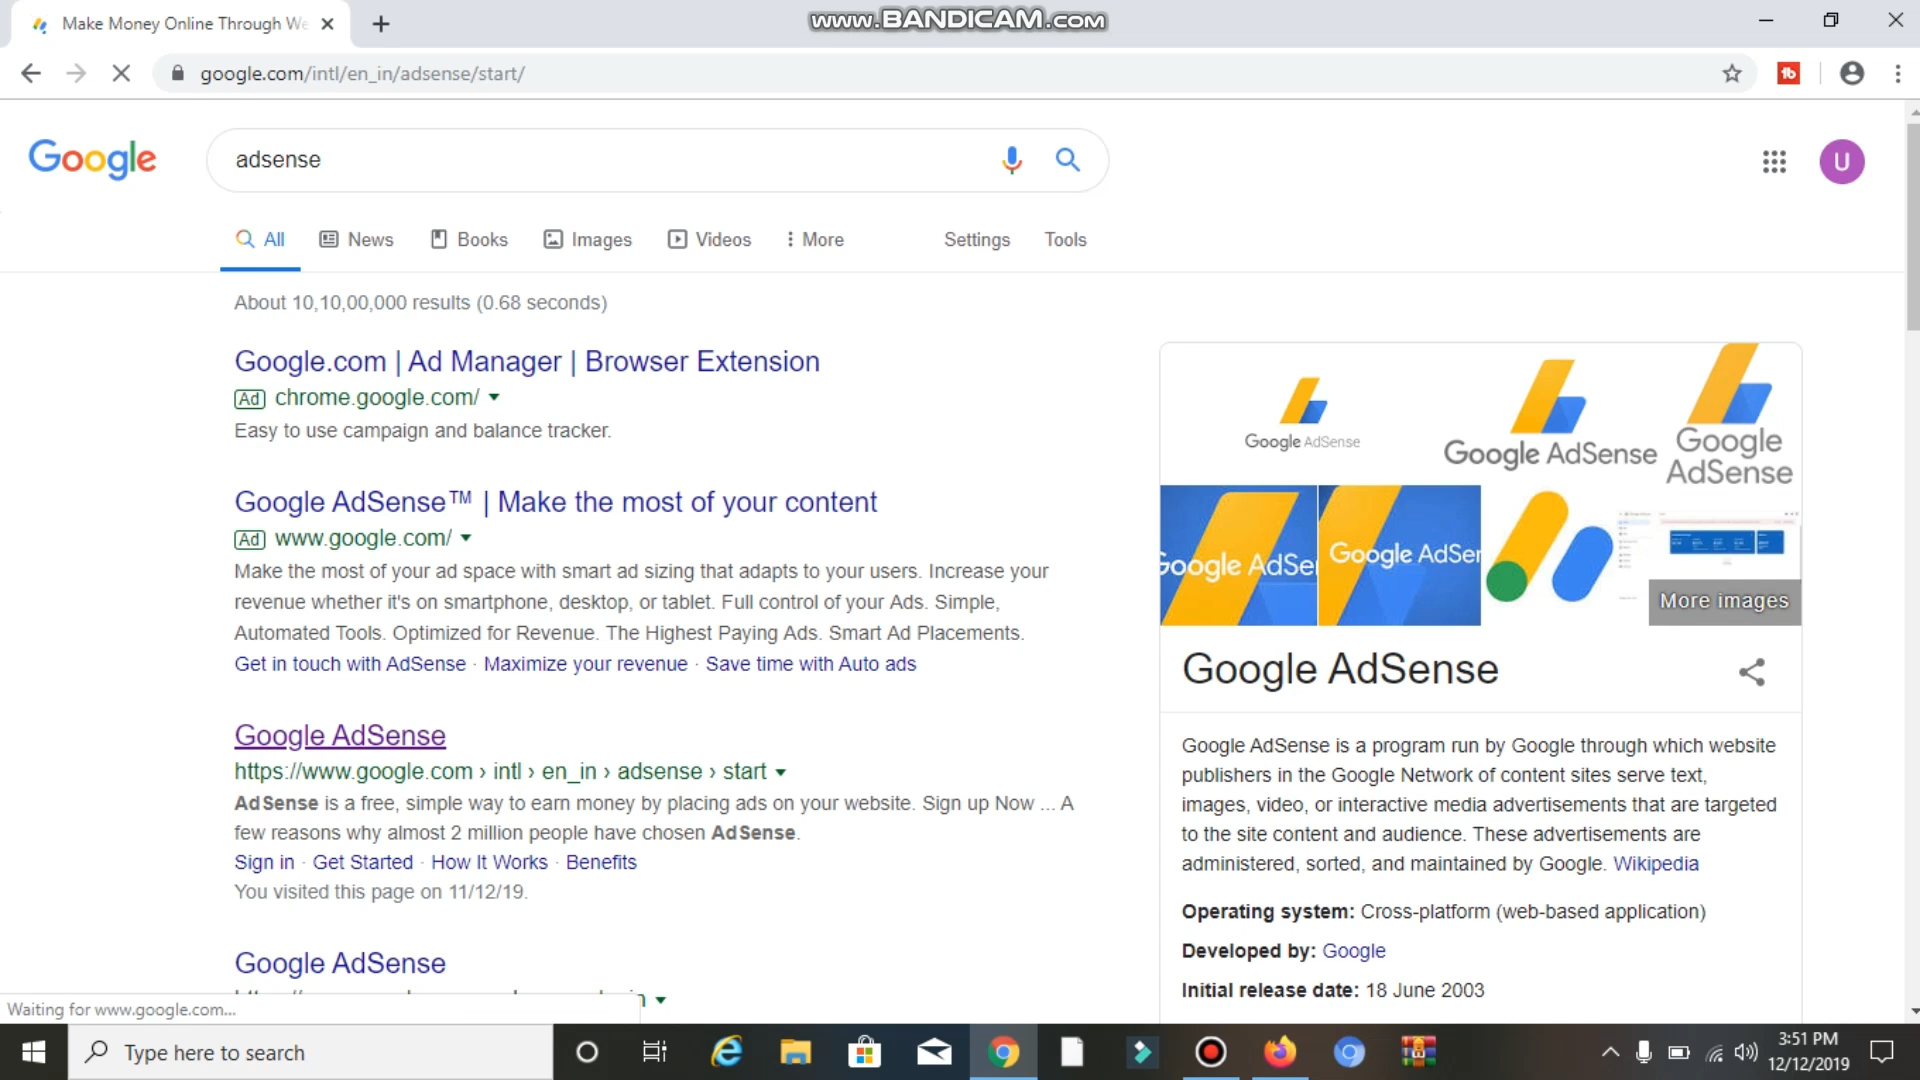 Make Money Online Through We
www.BANDICAM.com
google.com/intl/en_in/adsense/start/
Google
adsense
U
All News Books Images Videos More Settings Tools
About 10,10,00,000 results (0.68 seconds)
Google.com | Ad Manager | Browser Extension
Ad chrome.google.com/
Easy to use campaign and balance tracker.
Google AdSense™ | Make the most of your content
Ad www.google.com/
Make the most of your ad space with smart ad sizing that adapts to your users. Increase your
revenue whether it's on smartphone, desktop, or tablet. Full control of your Ads. Simple,
Automated Tools. Optimized for Revenue. The Highest Paying Ads. Smart Ad Placements.
Get in touch with AdSense · Maximize your revenue · Save time with Auto ads
Google AdSense
https://www.google.com › intl › en_in › adsense › start
AdSense is a free, simple way to earn money by placing ads on your website. Sign up Now ... A
few reasons why almost 2 million people have chosen AdSense.
Sign in · Get Started · How It Works · Benefits
You visited this page on 11/12/19.
Google AdSense
Waiting for www.google.com...
Google AdSense
Google AdSense
Google
AdSense
Google AdSe
Google AdSe
More images
Google AdSense
Google AdSense is a program run by Google through which website
publishers in the Google Network of content sites serve text,
images, video, or interactive media advertisements that are targeted
to the site content and audience. These advertisements are
administered, sorted, and maintained by Google. Wikipedia
Operating system: Cross-platform (web-based application)
Developed by: Google
Initial release date: 18 June 2003
Type here to search
3:51 PM
12/12/2019